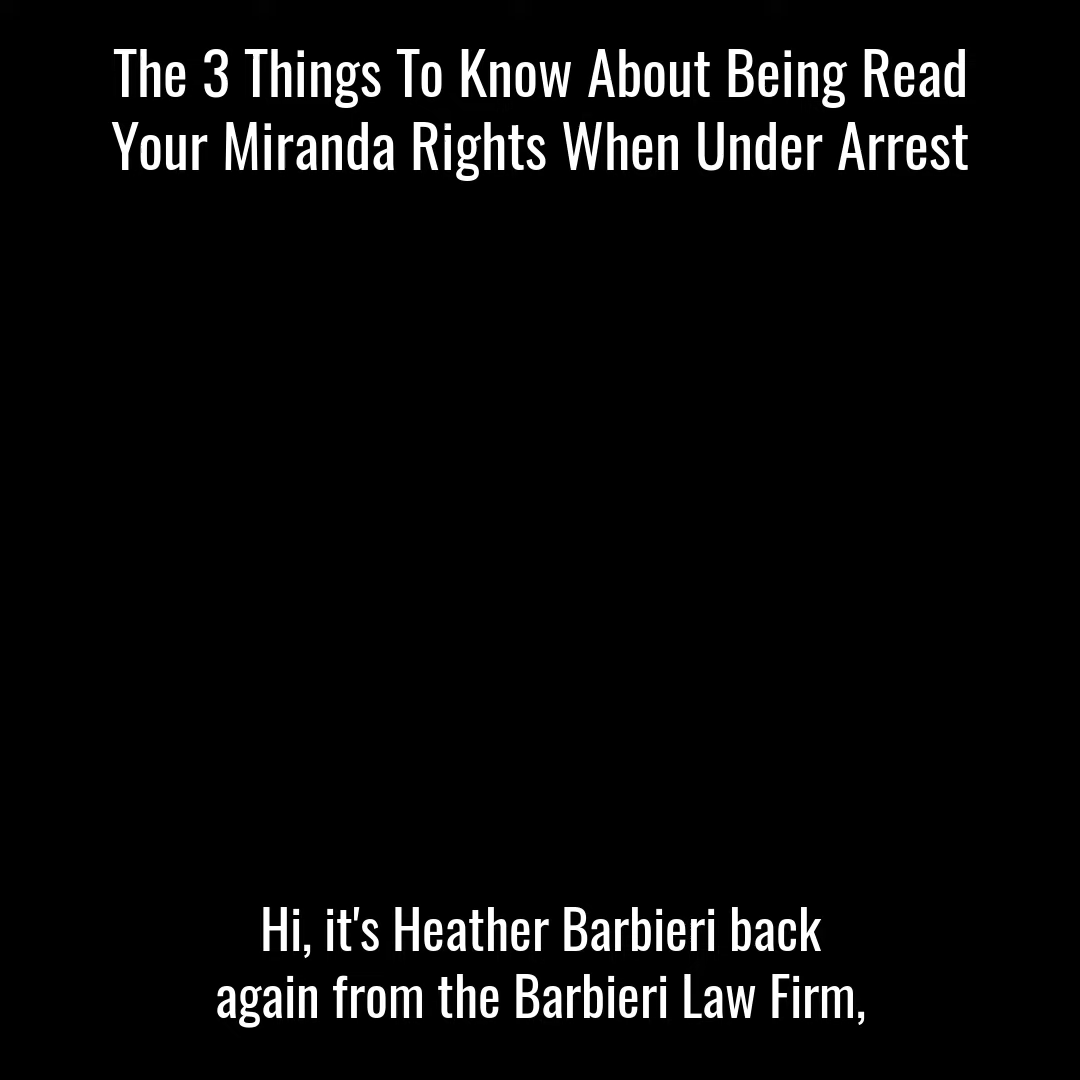 The 3 Things To Know About Being Read
Your Miranda Rights When Under Arrest
Hi, it's Heather Barbieri back
again from the Barbieri Law Firm,